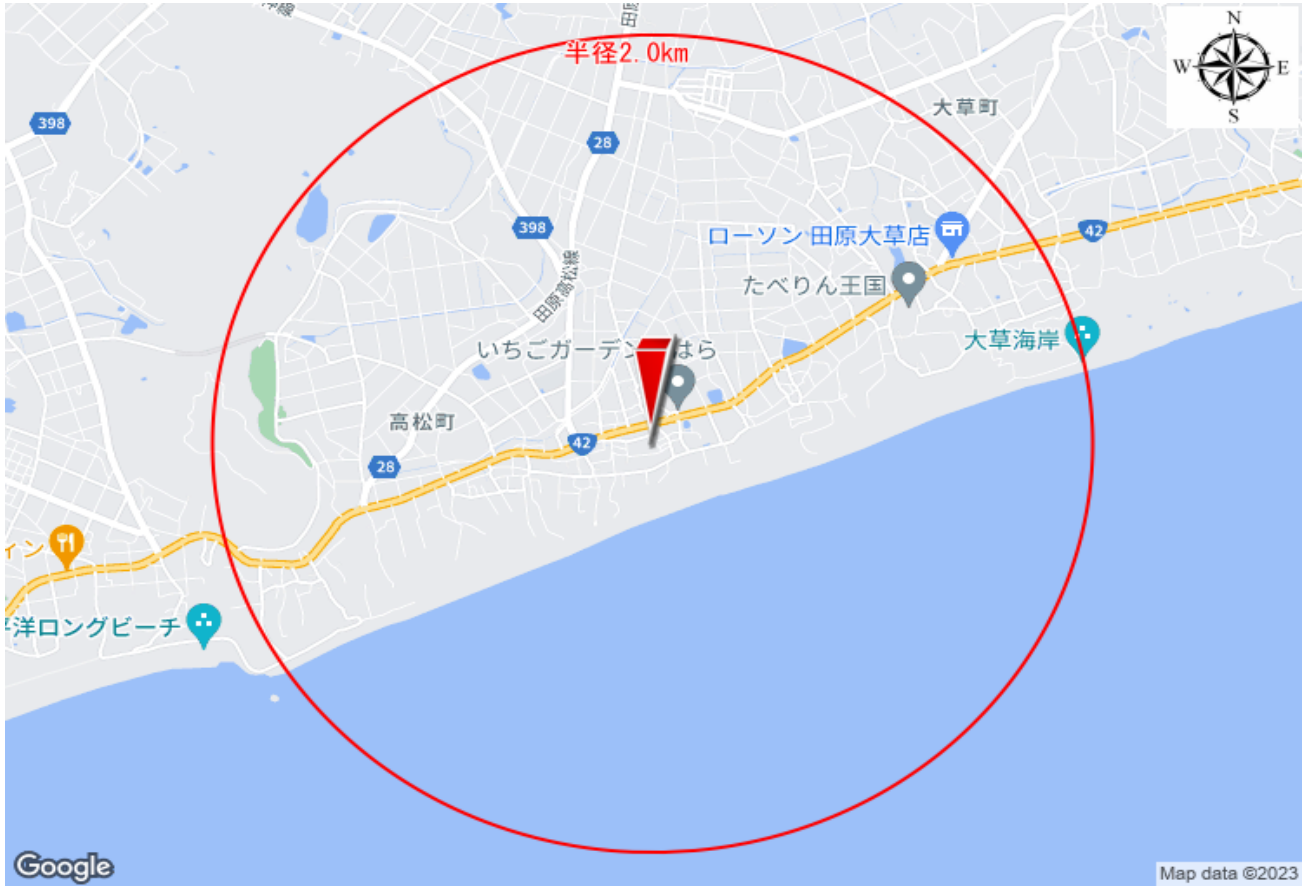 半径2.0km
N
W
E
S
398
28
大草町
398
42
ローソン 田原大草店
たべりん王国
田原高松線
大草海岸
いちごガーデン
はら
高松町
42
28
イン
洋ロングビーチ
Google
Map data ©2023